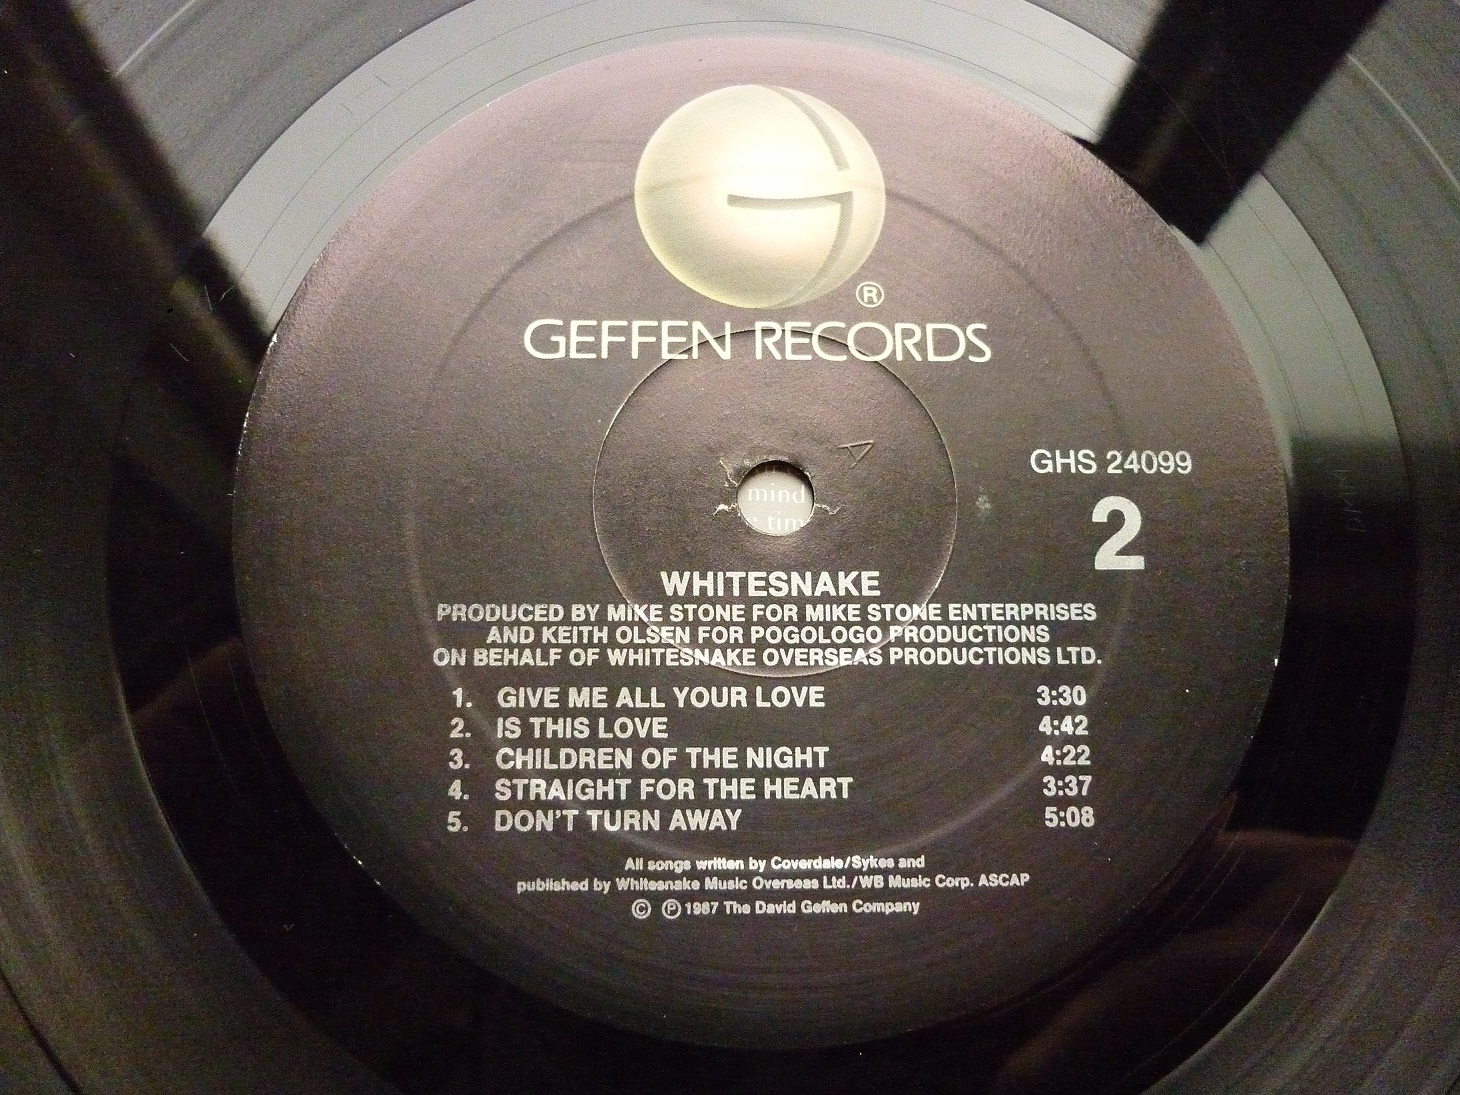 ®
GEFFEN RECORDS
GHS 24099
2
mind
WHITESNAKE
PRODUCED BY MIKE STONE FOR MIKE STONE ENTERPRISES
AND KEITH OLSEN FOR POGOLOGO PRODUCTIONS
ON BEHALF OF WHITESNAKE OVERSEAS PRODUCTIONS LTD.
1. GIVE ME ALL YOUR LOVE 3:30
2. IS THIS LOVE 4:42
3. CHILDREN OF THE NIGHT 4:22
4. STRAIGHT FOR THE HEART 3:37
5. DON'T TURN AWAY 5:08
All songs written by Coverdale/Sykes and
published by Whitesnake Music Overseas Ltd./WB Music Corp. ASCAP
© ℗ 1987 The David Geffen Company